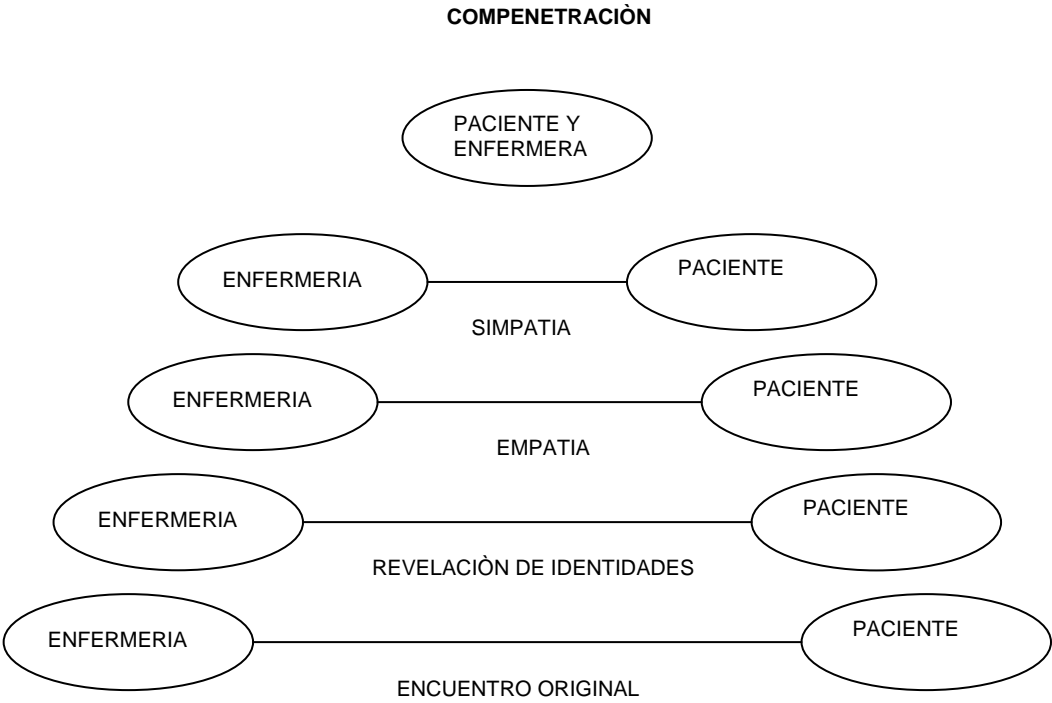 COMPENETRACIÒN
PACIENTE Y
ENFERMERA
ENFERMERIA
PACIENTE
SIMPATIA
ENFERMERIA
PACIENTE
EMPATIA
ENFERMERIA
PACIENTE
REVELACIÒN DE IDENTIDADES
ENFERMERIA
PACIENTE
ENCUENTRO ORIGINAL